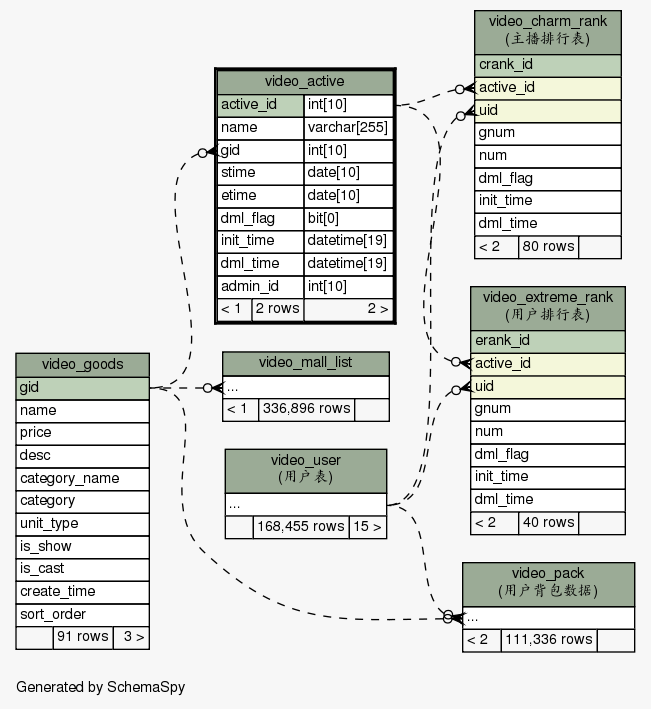 video_charm_rank
(主播排行表)
crank_id
active_id
uid
gnum
num
dml_flag
init_time
dml_time
< 2 80 rows
video_active
active_id int[10]
name varchar[255]
gid int[10]
stime date[10]
etime date[10]
dml_flag bit[0]
init_time datetime[19]
dml_time datetime[19]
admin_id int[10]
< 1 2 rows 2 >
video_extreme_rank
(用户排行表)
erank_id
active_id
uid
gnum
num
dml_flag
init_time
dml_time
< 2 40 rows
video_goods
gid
name
price
desc
category_name
category
unit_type
is_show
is_cast
create_time
sort_order
91 rows 3 >
video_mall_list
...
< 1 336,896 rows
video_user
(用户表)
...
168,455 rows 15 >
video_pack
(用户背包数据)
...
< 2 111,336 rows
Generated by SchemaSpy